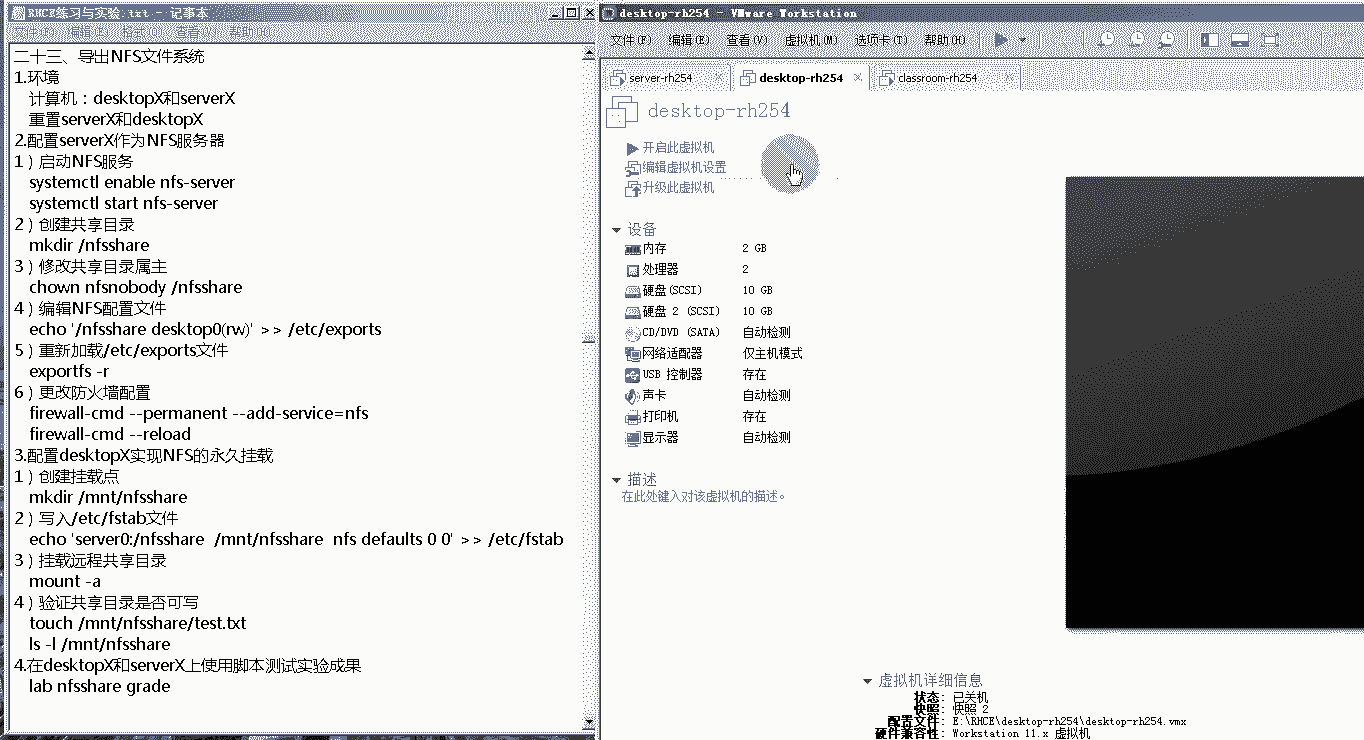 RHCE练习与实验.txt - 记事本
文件(F) 编辑(E) 格式(O) 查看(V) 帮助(H)
二十三、导出NFS文件系统
1.环境
计算机：desktopX和serverX
重置serverX和desktopX
2.配置serverX作为NFS服务器
1）启动NFS服务
systemctl enable nfs-server
systemctl start nfs-server
2）创建共享目录
mkdir /nfsshare
3）修改共享目录属主
chown nfsnobody /nfsshare
4）编辑NFS配置文件
echo '/nfsshare desktop0(rw)' >> /etc/exports
5）重新加载/etc/exports文件
exportfs -r
6）更改防火墙配置
firewall-cmd --permanent --add-service=nfs
firewall-cmd --reload
3.配置desktopX实现NFS的永久挂载
1）创建挂载点
mkdir /mnt/nfsshare
2）写入/etc/fstab文件
echo 'server0:/nfsshare /mnt/nfsshare nfs defaults 0 0' >> /etc/fstab
3）挂载远程共享目录
mount -a
4）验证共享目录是否可写
touch /mnt/nfsshare/test.txt
ls -l /mnt/nfsshare
4.在desktopX和serverX上使用脚本测试实验成果
lab nfsshare grade
desktop-rh254 - VMware Workstation
文件(F) 编辑(E) 查看(V) 虚拟机(M) 选项卡(T) 帮助(H)
server-rh254 desktop-rh254 classroom-rh254
desktop-rh254
开启此虚拟机
编辑虚拟机设置
升级此虚拟机
设备
内存 2 GB
处理器 2
硬盘(SCSI) 10 GB
硬盘 2 (SCSI) 10 GB
CD/DVD (SATA) 自动检测
网络适配器 仅主机模式
USB 控制器 存在
声卡 自动检测
打印机 存在
显示器 自动检测
描述
在此处键入对该虚拟机的描述。
虚拟机详细信息
状态: 已关机
快照: 快照 2
配置文件: E:\RHCE\desktop-rh254\desktop-rh254.vmx
硬件兼容性: Workstation 11.x 虚拟机